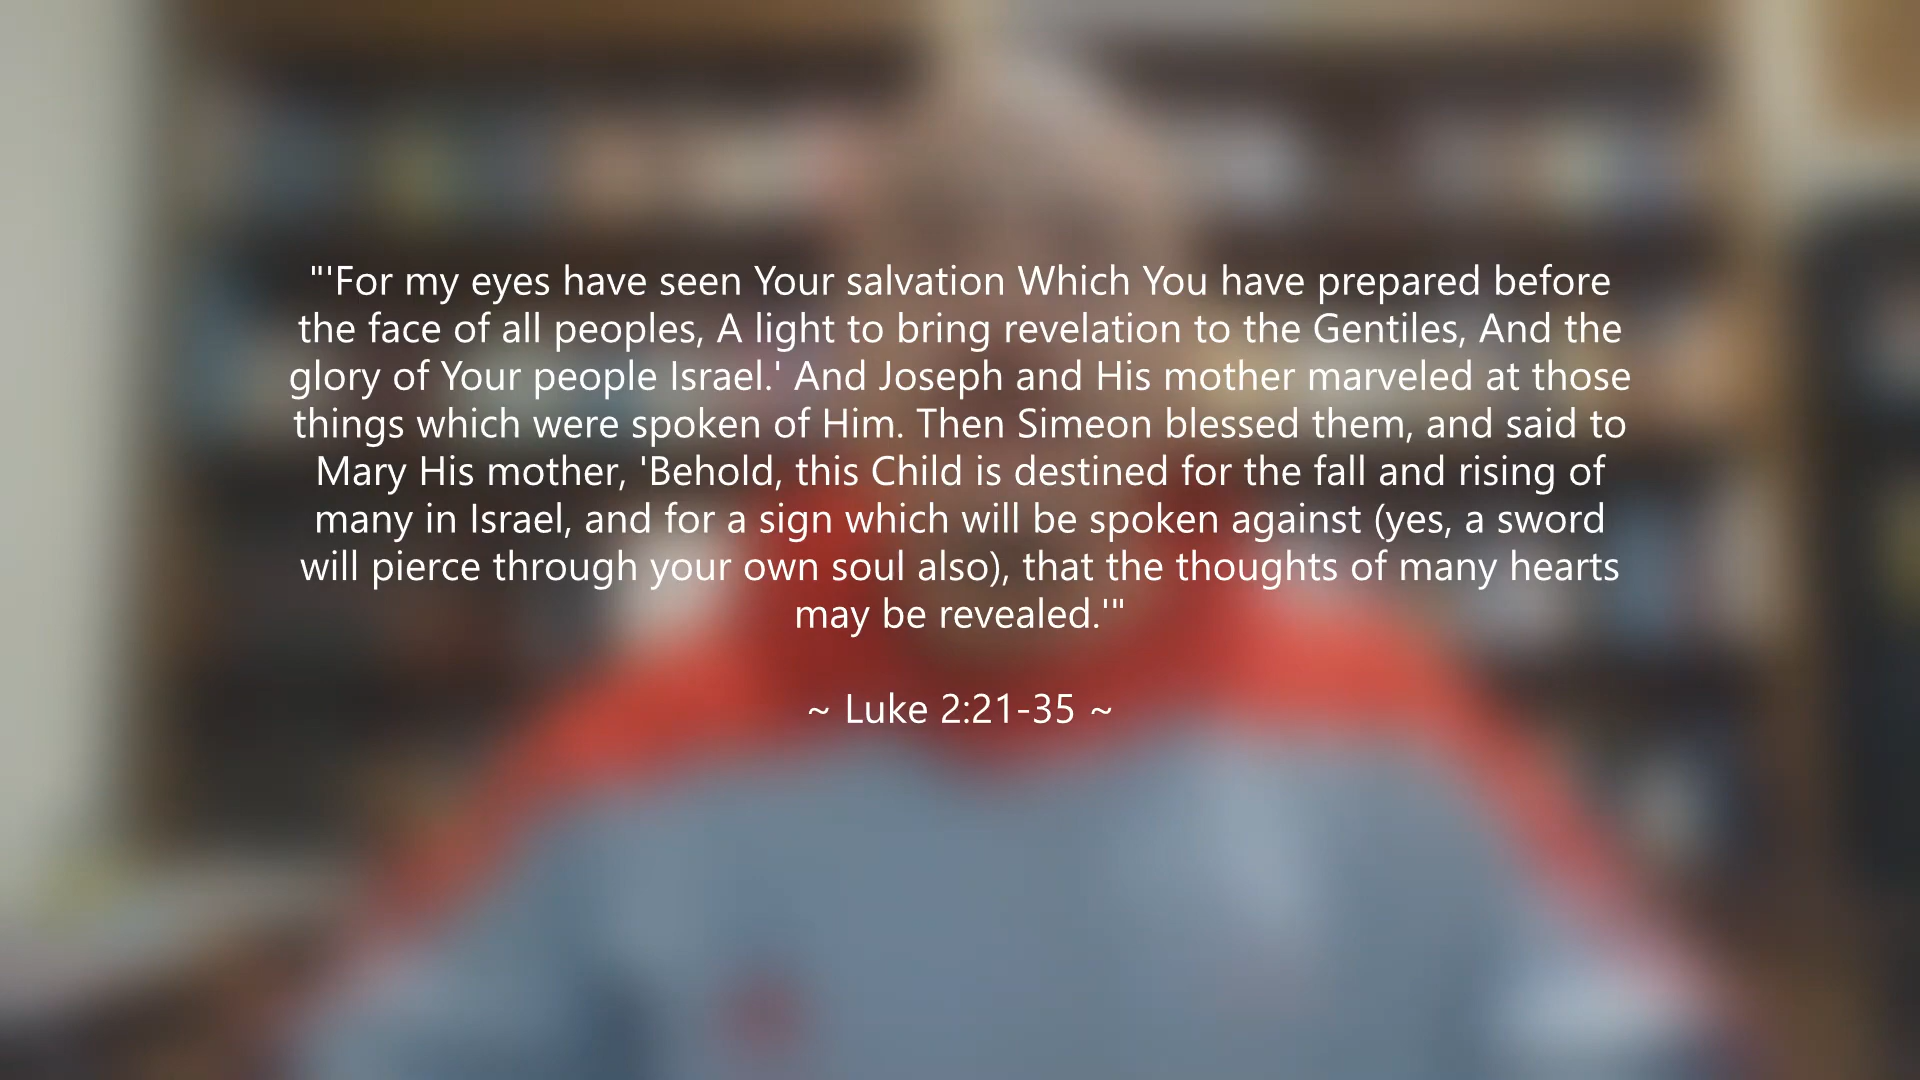 "'For my eyes have seen Your salvation Which You have prepared before
the face of all peoples, A light to bring revelation to the Gentiles, And the
glory of Your people Israel.' And Joseph and His mother marveled at those
things which were spoken of Him. Then Simeon blessed them, and said to
Mary His mother, 'Behold, this Child is destined for the fall and rising of
many in Israel, and for a sign which will be spoken against (yes, a sword
will pierce through your own soul also), that the thoughts of many hearts
may be revealed.'"
~ Luke 2:21-35 ~